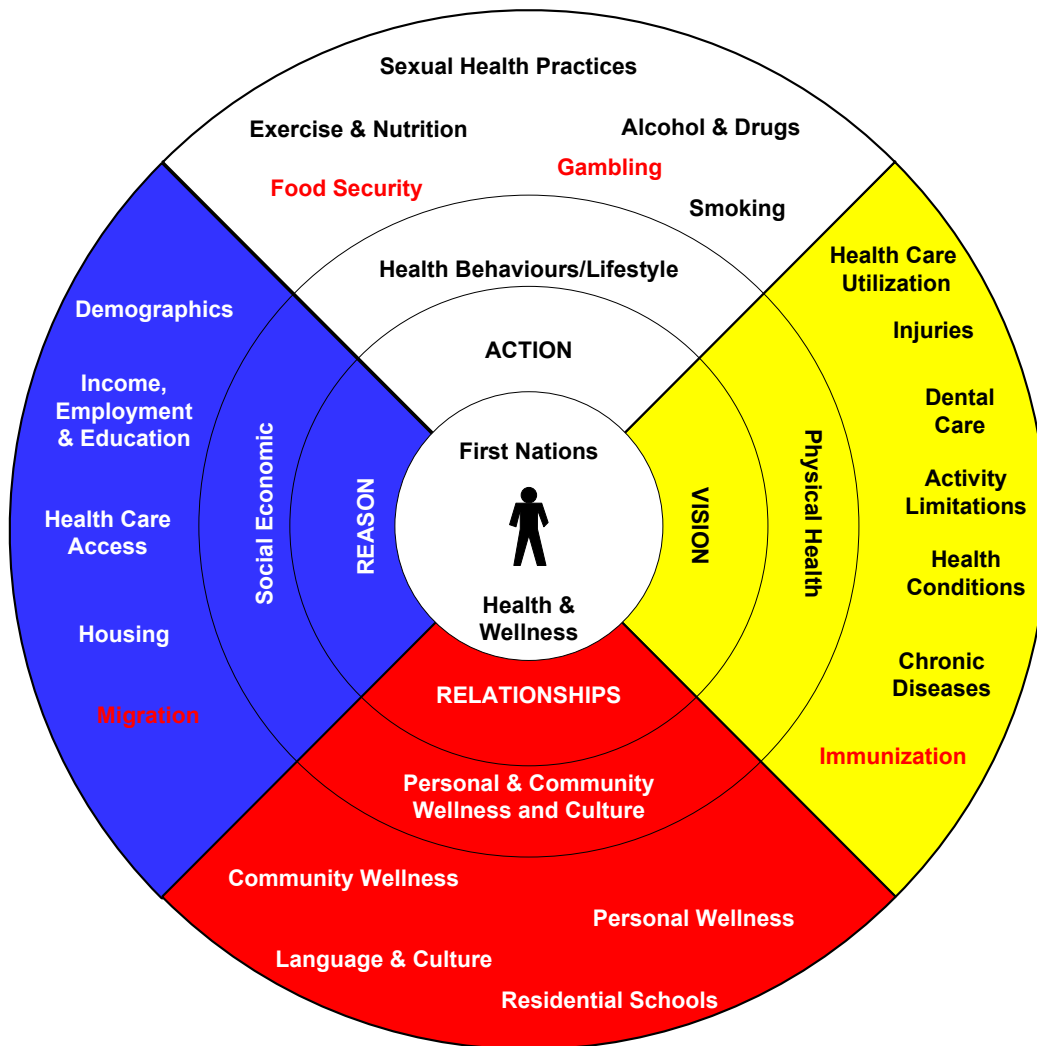 Sexual Health Practices
Exercise & Nutrition
Alcohol & Drugs
Food Security
Gambling
Smoking
Health Behaviours/Lifestyle
ACTION
Demographics
Income,
Employment
& Education
Health Care
Access
Housing
Migration
Social Economic
REASON
First Nations
Health &
Wellness
VISION
Physical Health
Health Care
Utilization
Injuries
Dental
Care
Activity
Limitations
Health
Conditions
Chronic
Diseases
Immunization
RELATIONSHIPS
Personal & Community
Wellness and Culture
Community Wellness
Personal Wellness
Language & Culture
Residential Schools